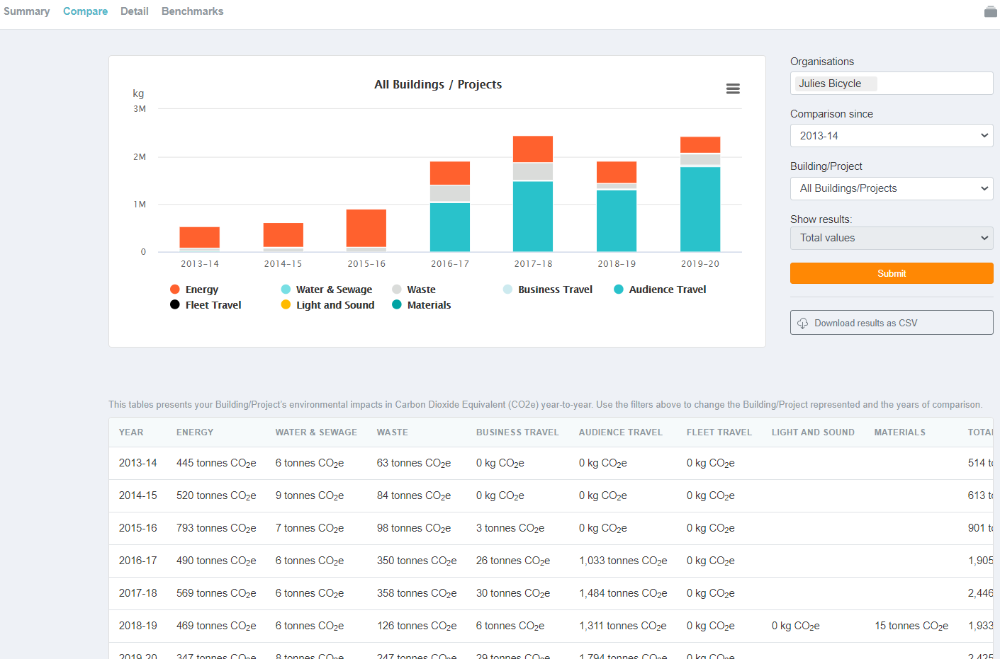 Summary Compare Detail Benchmarks
All Buildings / Projects
kg
3M
2M
1M
0
2013-14 2014-15 2015-16 2016-17 2017-18 2018-19 2019-20
Energy Water & Sewage Waste Business Travel Audience Travel
Fleet Travel Light and Sound Materials
Organisations
Julies Bicycle
Comparison since
2013-14
Building/Project
All Buildings/Projects
Show results:
Total values
Submit
Download results as CSV
This tables presents your Building/Project's environmental impacts in Carbon Dioxide Equivalent (CO2e) year-to-year. Use the filters above to change the Building/Project represented and the years of comparison.
YEAR ENERGY WATER & SEWAGE WASTE BUSINESS TRAVEL AUDIENCE TRAVEL FLEET TRAVEL LIGHT AND SOUND MATERIALS TOTA
2013-14 445 tonnes CO2e 6 tonnes CO2e 63 tonnes CO2e 0 kg CO2e 0 kg CO2e 0 kg CO2e 514 t
2014-15 520 tonnes CO2e 9 tonnes CO2e 84 tonnes CO2e 0 kg CO2e 0 kg CO2e 0 kg CO2e 613 t
2015-16 793 tonnes CO2e 7 tonnes CO2e 98 tonnes CO2e 3 tonnes CO2e 0 kg CO2e 0 kg CO2e 901 t
2016-17 490 tonnes CO2e 6 tonnes CO2e 350 tonnes CO2e 26 tonnes CO2e 1,033 tonnes CO2e 0 kg CO2e 1,905
2017-18 569 tonnes CO2e 6 tonnes CO2e 358 tonnes CO2e 30 tonnes CO2e 1,484 tonnes CO2e 0 kg CO2e 2,446
2018-19 469 tonnes CO2e 6 tonnes CO2e 126 tonnes CO2e 6 tonnes CO2e 1,311 tonnes CO2e 0 kg CO2e 0 kg CO2e 15 tonnes CO2e 1,933
2019-20 347 tonnes CO2e 8 tonnes CO2e 247 tonnes CO2e 29 tonnes CO2e 1,794 tonnes CO2e 0 kg CO2e 2,425